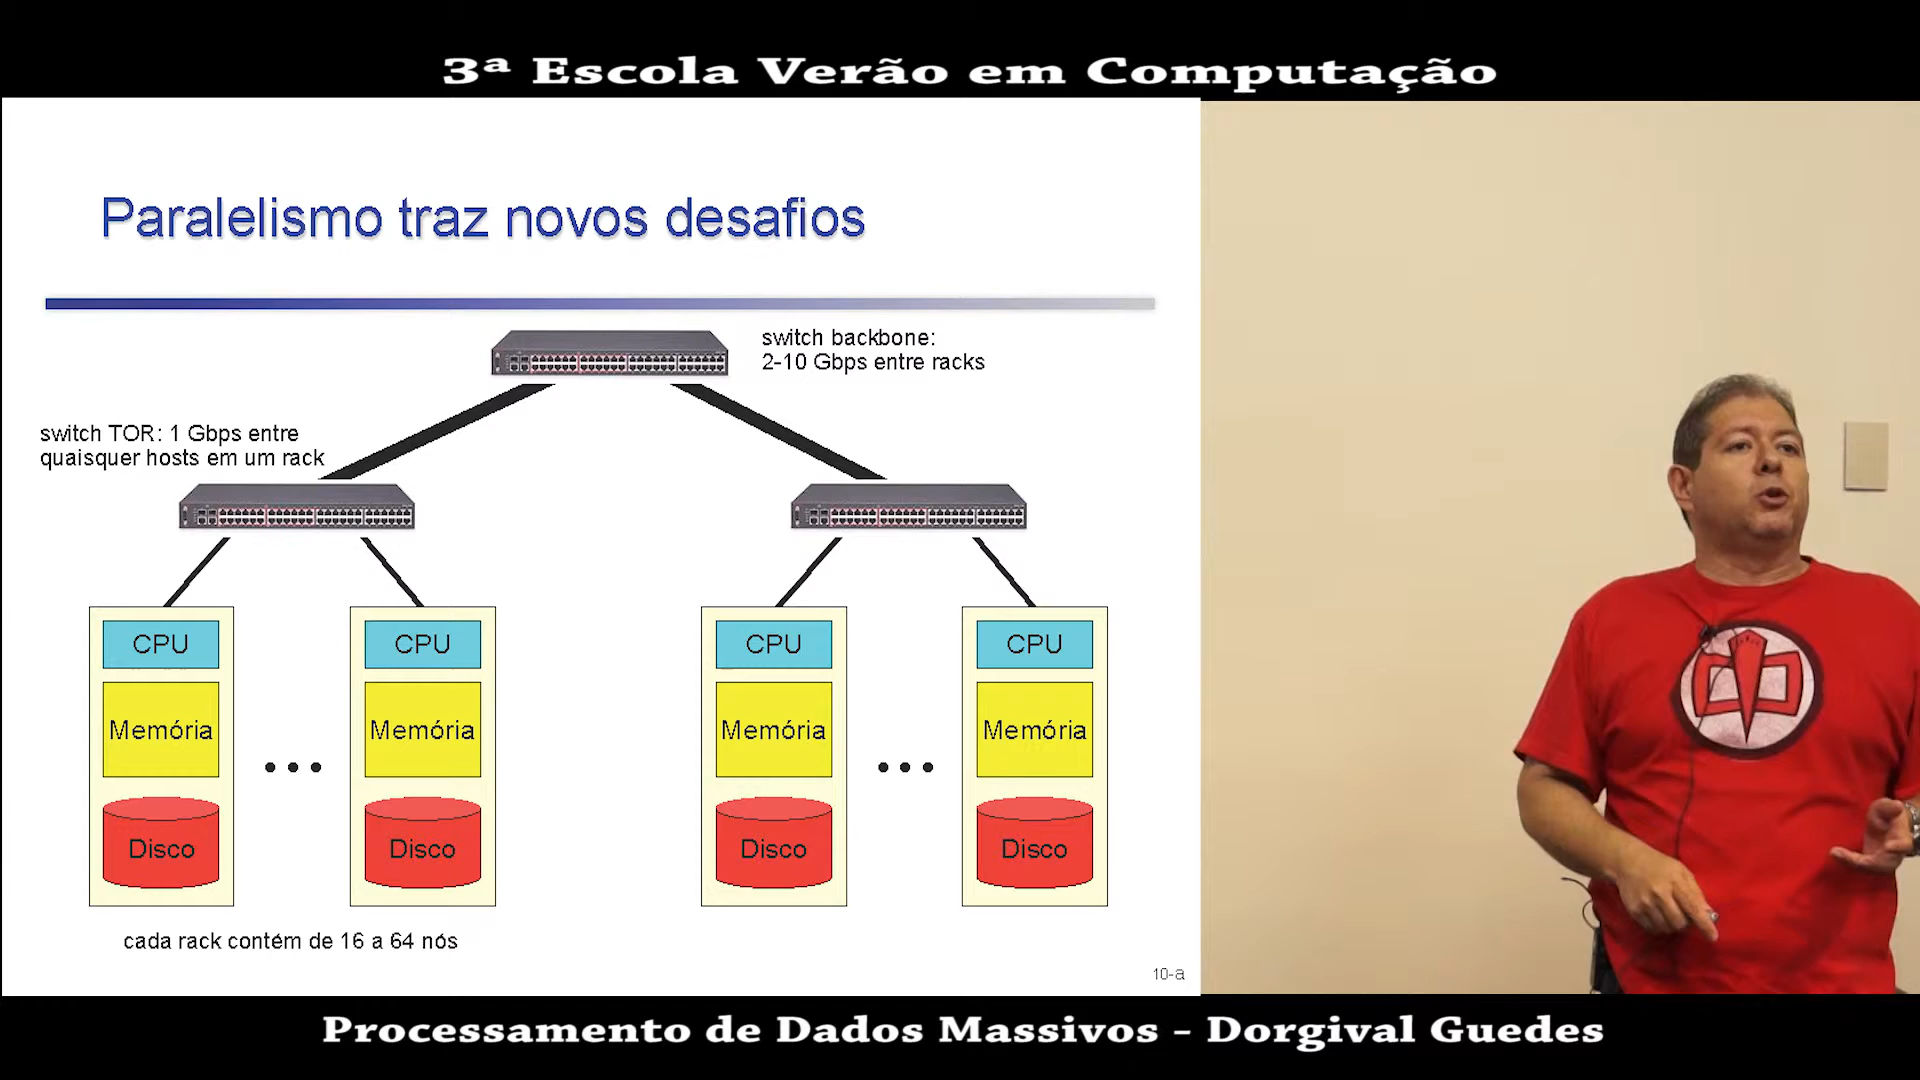 3ª Escola Verão em Computação
Paralelismo traz novos desafios
switch backbone:
2-10 Gbps entre racks
switch TOR: 1 Gbps entre
quaisquer hosts em um rack
CPU
CPU
CPU
CPU
Memória
Memória
Memória
Memória
Disco
Disco
Disco
Disco
cada rack contém de 16 a 64 nós
10-a
Processamento de Dados Massivos – Dorgival Guedes